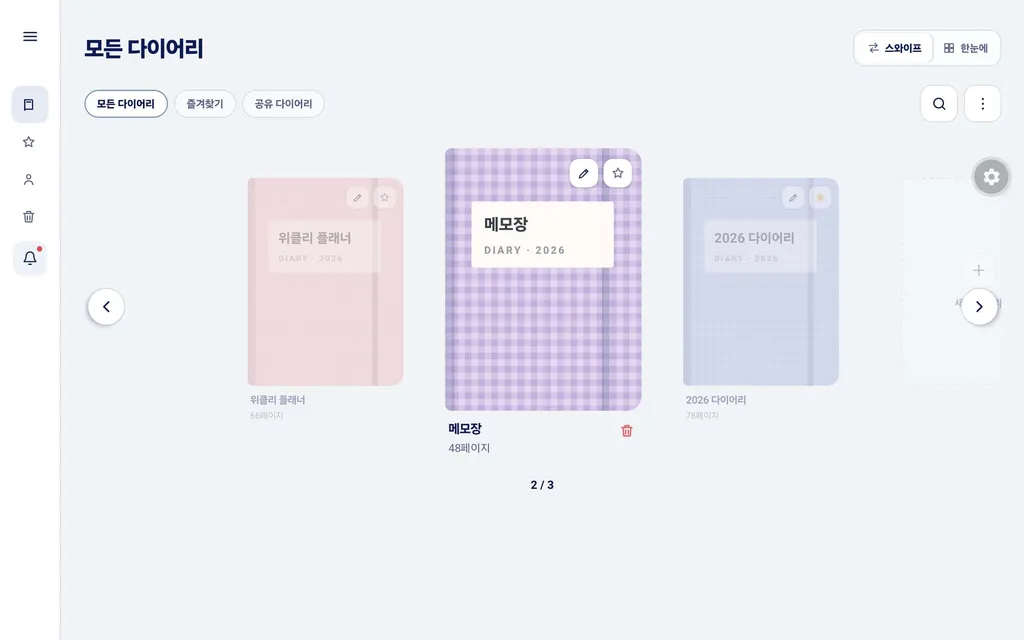 모든 다이어리
스와이프
한눈에
모든 다이어리
즐겨찾기
공유 다이어리
위클리 플래너
DIARY · 2026
메모장
DIARY · 2026
2026 다이어리
DIARY · 2026
위클리 플래너
66페이지
메모장
48페이지
2026 다이어리
78페이지
2 / 3